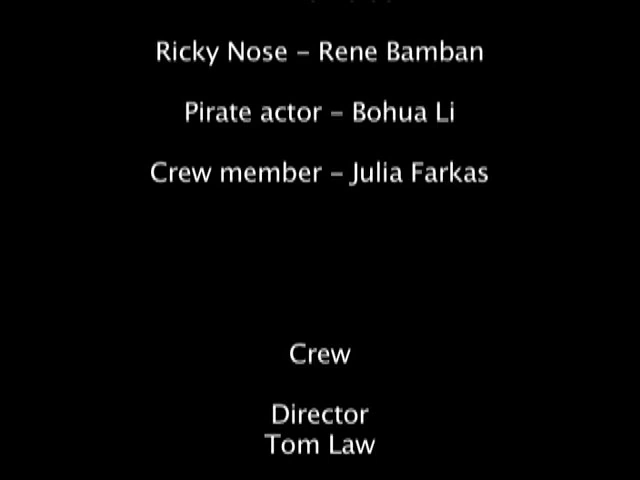 Ricky Nose – Rene Bamban
Pirate actor – Bohua Li
Crew member – Julia Farkas
Crew
Director
Tom Law